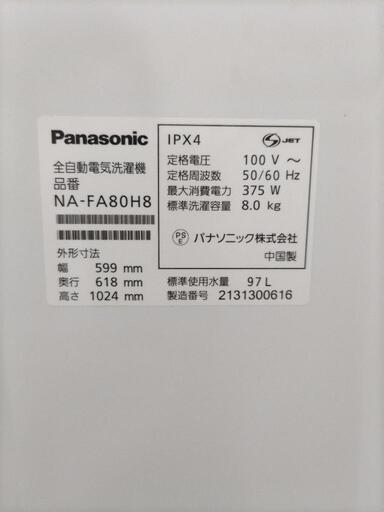 Panasonic
全自動電気洗濯機
品番
NA-FA80H8
外形寸法
幅 599 mm
奥行 618 mm
高さ 1024 mm
IPX4
S JET
定格電圧 100 V ～
定格周波数 50/60 Hz
最大消費電力 375 W
標準洗濯容量 8.0 kg
PS E パナソニック株式会社
中国製
標準使用水量 97 L
製造番号 2131300616